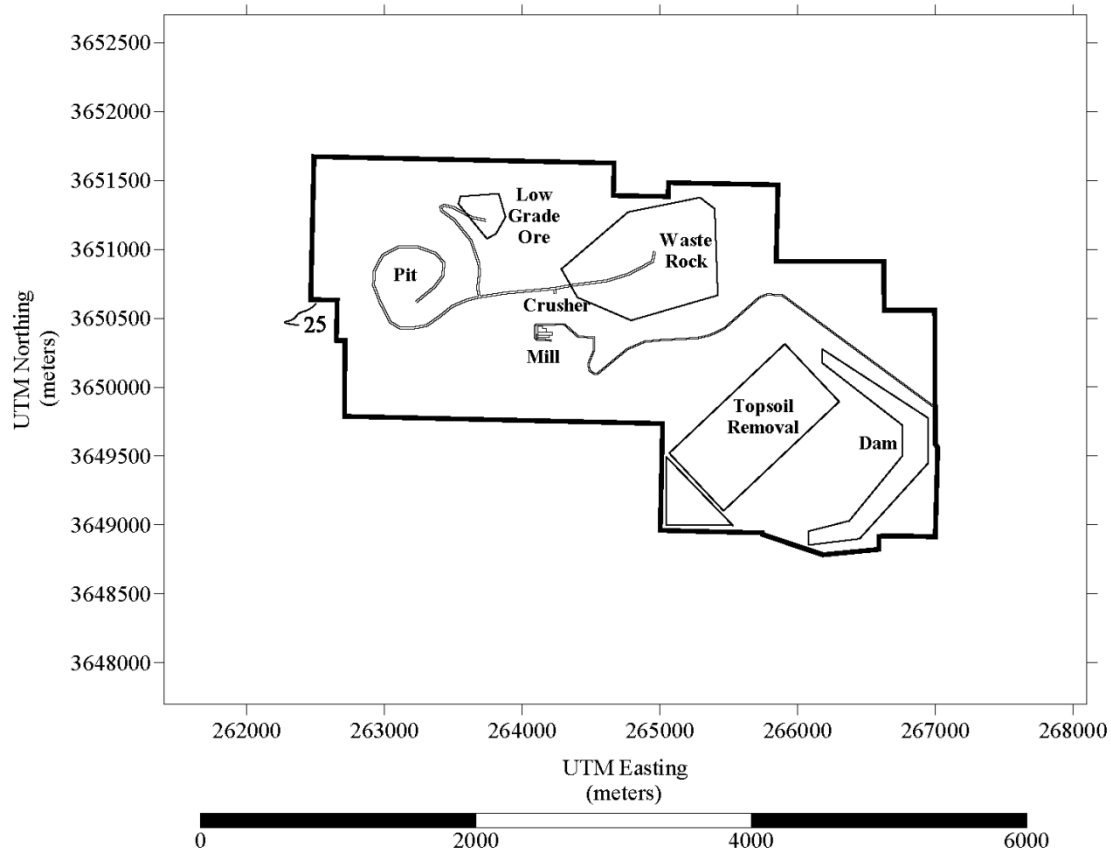 3652500
3652000
3651500
3651000
3650500
3650000
3649500
3649000
3648500
3648000
UTM Northing
(meters)
Low
Grade
Ore
Waste
Rock
Pit
Crusher
25
Mill
Topsoil
Removal
Dam
262000 263000 264000 265000 266000 267000 268000
UTM Easting
(meters)
0 2000 4000 6000